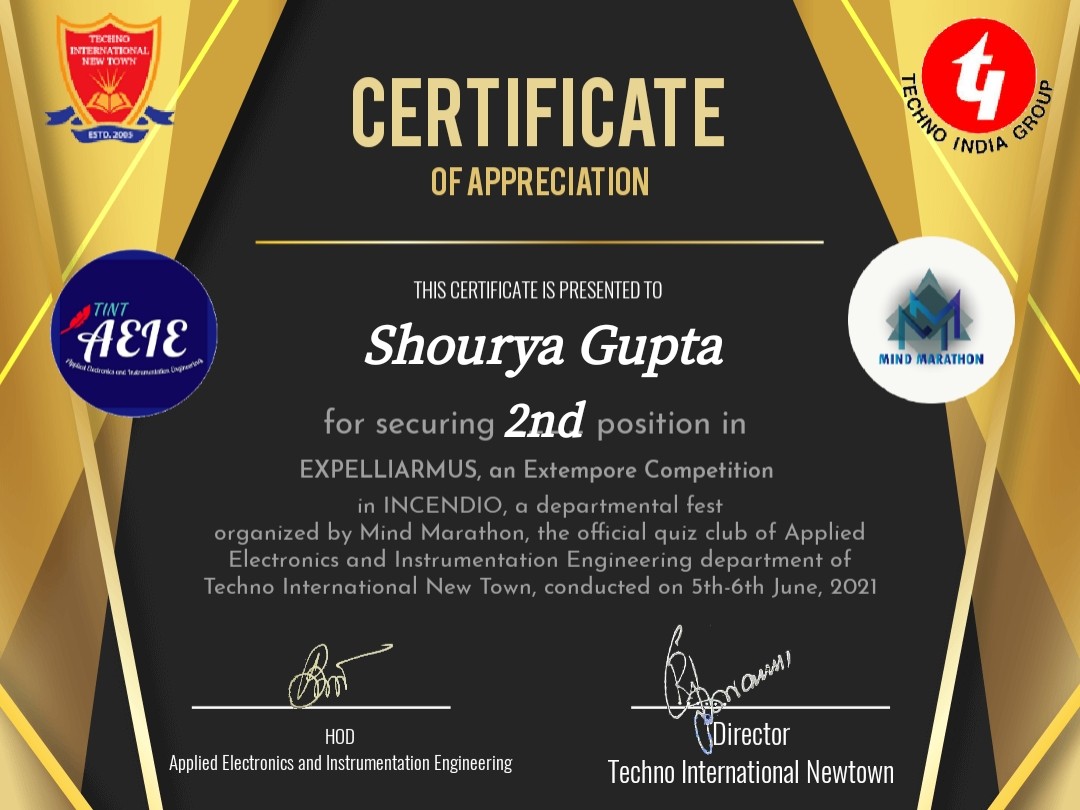 TECHNO
INTERNATIONAL
NEW TOWN
ESTD. 2005
TECHNO INDIA GROUP
CERTIFICATE
OF APPRECIATION
TINT
AEIE
Applied Electronics and Instrumentation Engineering
MIND MARATHON
THIS CERTIFICATE IS PRESENTED TO
Shourya Gupta
for securing 2nd position in
EXPELLIARMUS, an Extempore Competition
in INCENDIO, a departmental fest
organized by Mind Marathon, the official quiz club of Applied
Electronics and Instrumentation Engineering department of
Techno International New Town, conducted on 5th-6th June, 2021
HOD
Applied Electronics and Instrumentation Engineering
Director
Techno International Newtown